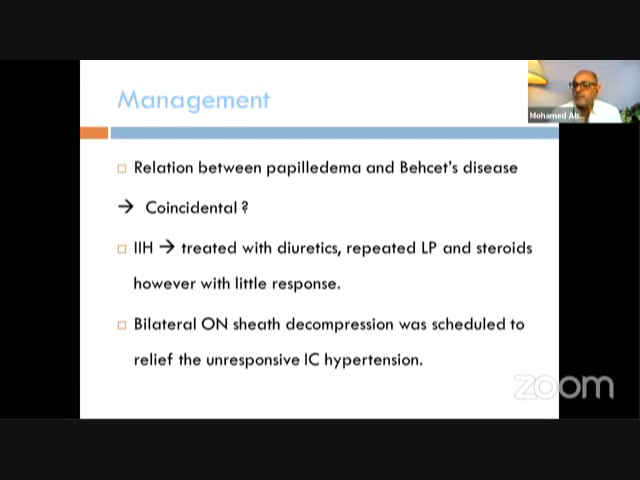 Management
Mohamed Ab...
Relation between papilledema and Behcet's disease
→ Coincidental ?
IIH → treated with diuretics, repeated LP and steroids
however with little response.
Bilateral ON sheath decompression was scheduled to
relief the unresponsive IC hypertension.
zoom